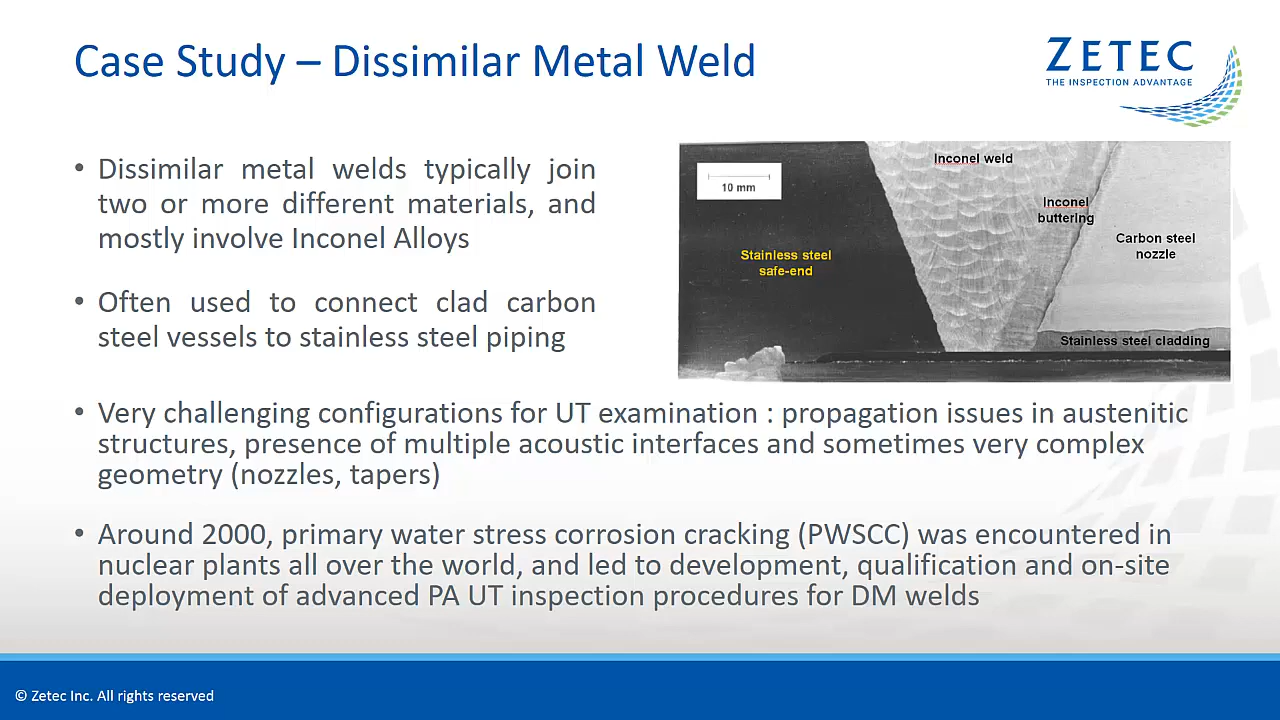 Case Study – Dissimilar Metal Weld
ZETEC
THE INSPECTION ADVANTAGE
• Dissimilar metal welds typically join
two or more different materials, and
mostly involve Inconel Alloys
• Often used to connect clad carbon
steel vessels to stainless steel piping
10 mm
Inconel weld
Inconel
buttering
Carbon steel
nozzle
Stainless steel
safe-end
Stainless steel cladding
• Very challenging configurations for UT examination : propagation issues in austenitic
structures, presence of multiple acoustic interfaces and sometimes very complex
geometry (nozzles, tapers)
• Around 2000, primary water stress corrosion cracking (PWSCC) was encountered in
nuclear plants all over the world, and led to development, qualification and on-site
deployment of advanced PA UT inspection procedures for DM welds
© Zetec Inc. All rights reserved